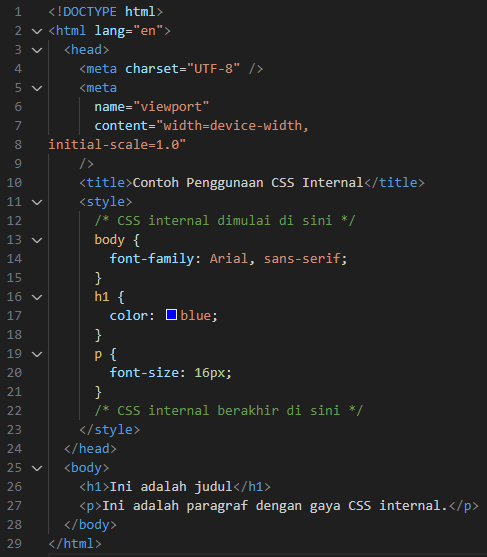 1 <!DOCTYPE html>
2 <html lang="en">
3 <head>
4 <meta charset="UTF-8" />
5 <meta
6 name="viewport"
7 content="width=device-width,
8 initial-scale=1.0"
9 />
10 <title>Contoh Penggunaan CSS Internal</title>
11 <style>
12 /* CSS internal dimulai di sini */
13 body {
14 font-family: Arial, sans-serif;
15 }
16 h1 {
17 color: blue;
18 }
19 p {
20 font-size: 16px;
21 }
22 /* CSS internal berakhir di sini */
23 </style>
24 </head>
25 <body>
26 <h1>Ini adalah judul</h1>
27 <p>Ini adalah paragraf dengan gaya CSS internal.</p>
28 </body>
29 </html>